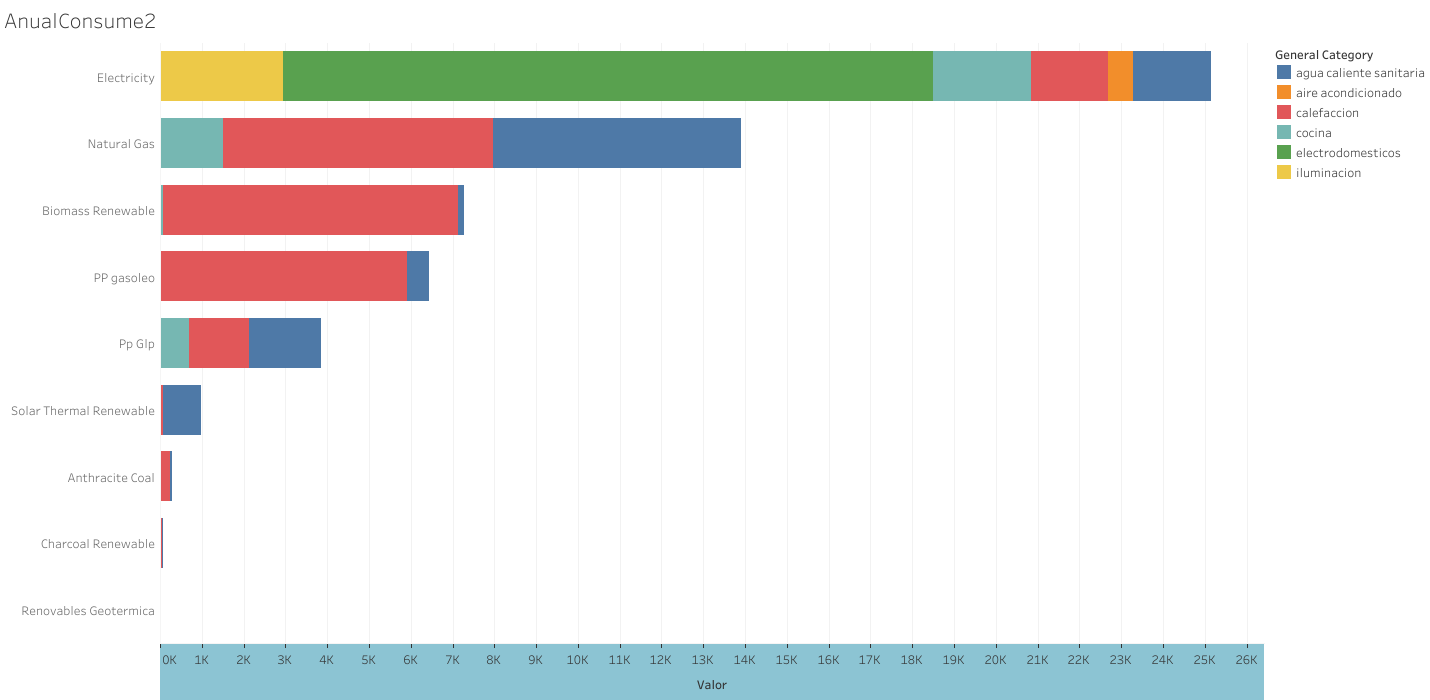 AnualConsume2
Electricity
Natural Gas
Biomass Renewable
PP gasoleo
Pp Glp
Solar Thermal Renewable
Anthracite Coal
Charcoal Renewable
Renovables Geotermica
0K 1K 2K 3K 4K 5K 6K 7K 8K 9K 10K 11K 12K 13K 14K 15K 16K 17K 18K 19K 20K 21K 22K 23K 24K 25K 26K
Valor
General Category
agua caliente sanitaria
aire acondicionado
calefaccion
cocina
electrodomesticos
iluminacion